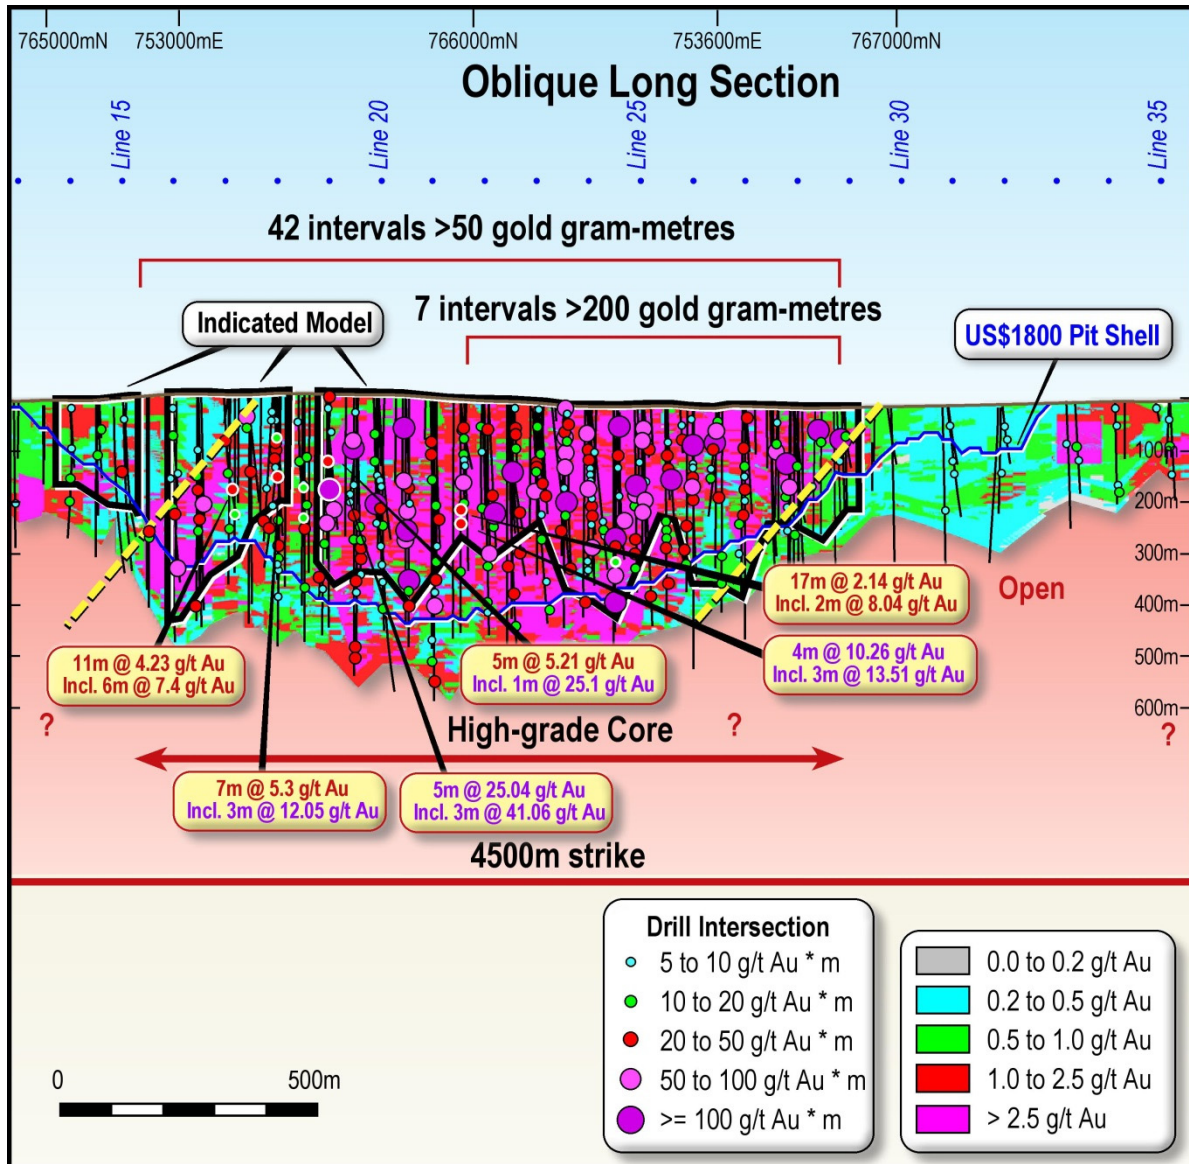 765000mN 753000mE 766000mN 753600mE 767000mN
Oblique Long Section
Line 15 Line 20 Line 25 Line 30 Line 35
42 intervals >50 gold gram-metres
7 intervals >200 gold gram-metres
Indicated Model
US$1800 Pit Shell
100m
200m
300m
400m
500m
600m
Open
17m @ 2.14 g/t Au
Incl. 2m @ 8.04 g/t Au
11m @ 4.23 g/t Au
Incl. 6m @ 7.4 g/t Au
5m @ 5.21 g/t Au
Incl. 1m @ 25.1 g/t Au
4m @ 10.26 g/t Au
Incl. 3m @ 13.51 g/t Au
? ? ?
High-grade Core
7m @ 5.3 g/t Au
Incl. 3m @ 12.05 g/t Au
5m @ 25.04 g/t Au
Incl. 3m @ 41.06 g/t Au
4500m strike
Drill Intersection
5 to 10 g/t Au * m
10 to 20 g/t Au * m
20 to 50 g/t Au * m
50 to 100 g/t Au * m
>= 100 g/t Au * m
0.0 to 0.2 g/t Au
0.2 to 0.5 g/t Au
0.5 to 1.0 g/t Au
1.0 to 2.5 g/t Au
> 2.5 g/t Au
0 500m